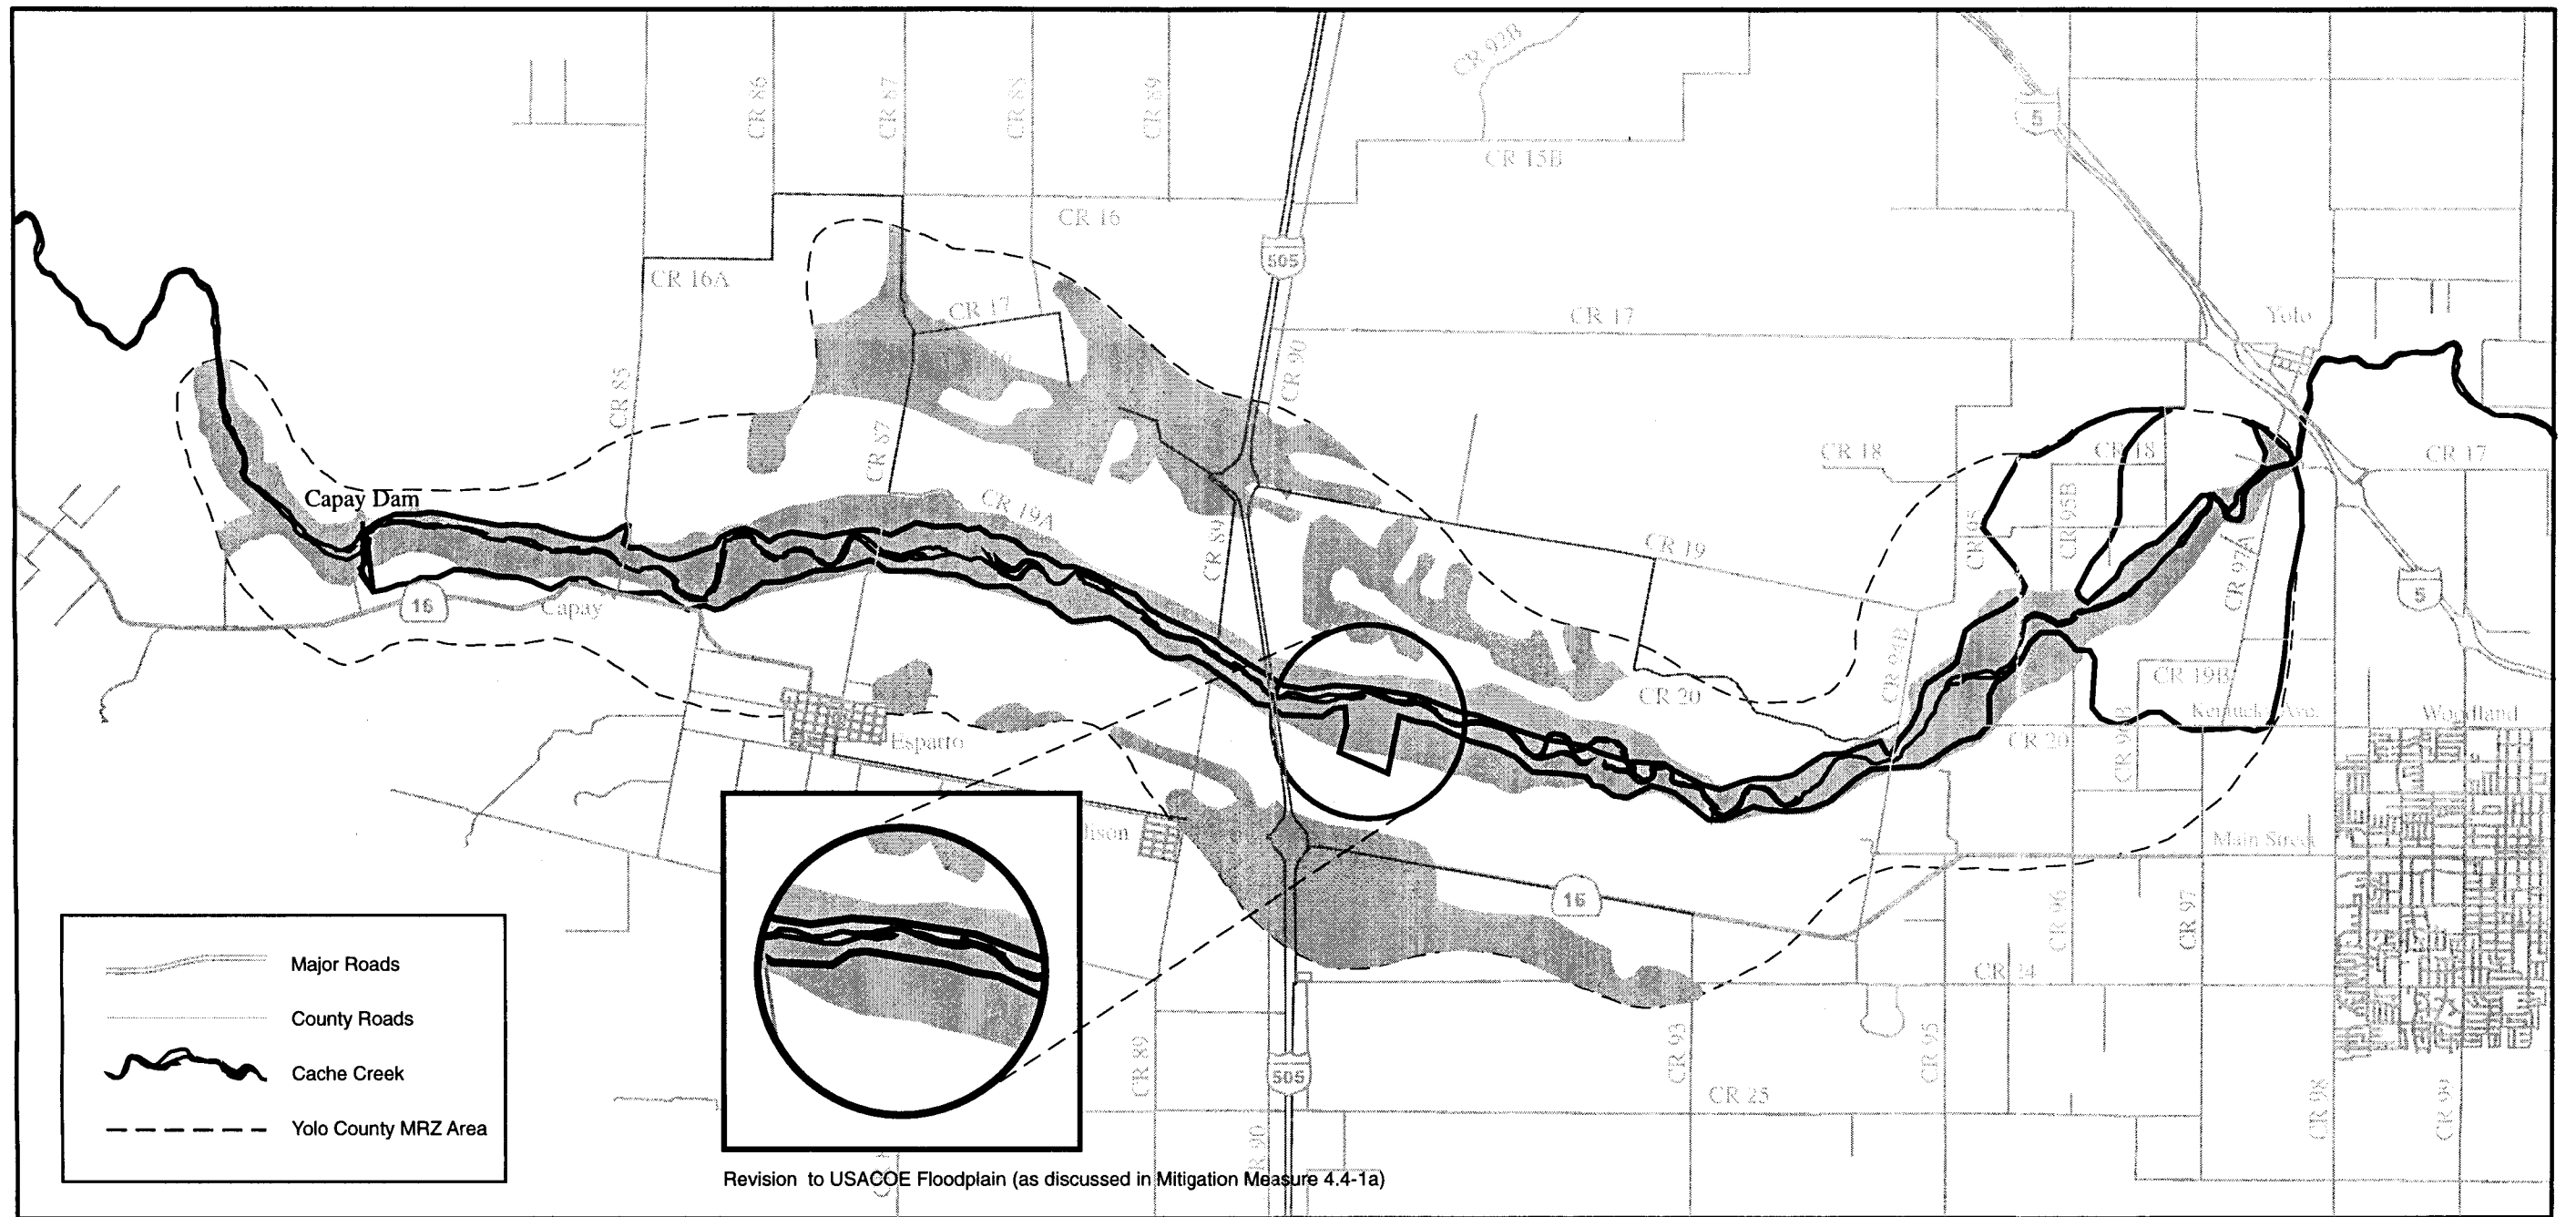 CR 92B
CR 86
CR 87
CR 88
CR 89
5
CR 15B
CR 16
505
CR 16A
CR 17
CR 17
Yolo
CR 90
CR 85
CR 87
CR 18
CR 18
CR 17
Capay Dam
CR 19A
CR 95B
CR 89
CR 19
CR 97A
16
Capay
5
CR 94B
CR 19B
CR 20
Kentucky Ave.
Woodland
Esparto
CR 20
CR 96B
Main Street
16
CR 96
CR 97
Major Roads
CR 24
County Roads
Cache Creek
CR 89
505
CR 93
CR 95
CR 25
CR 98
CR 99
Yolo County MRZ Area
CR 90
Revision to USACOE Floodplain (as discussed in Mitigation Measure 4.4-1a)